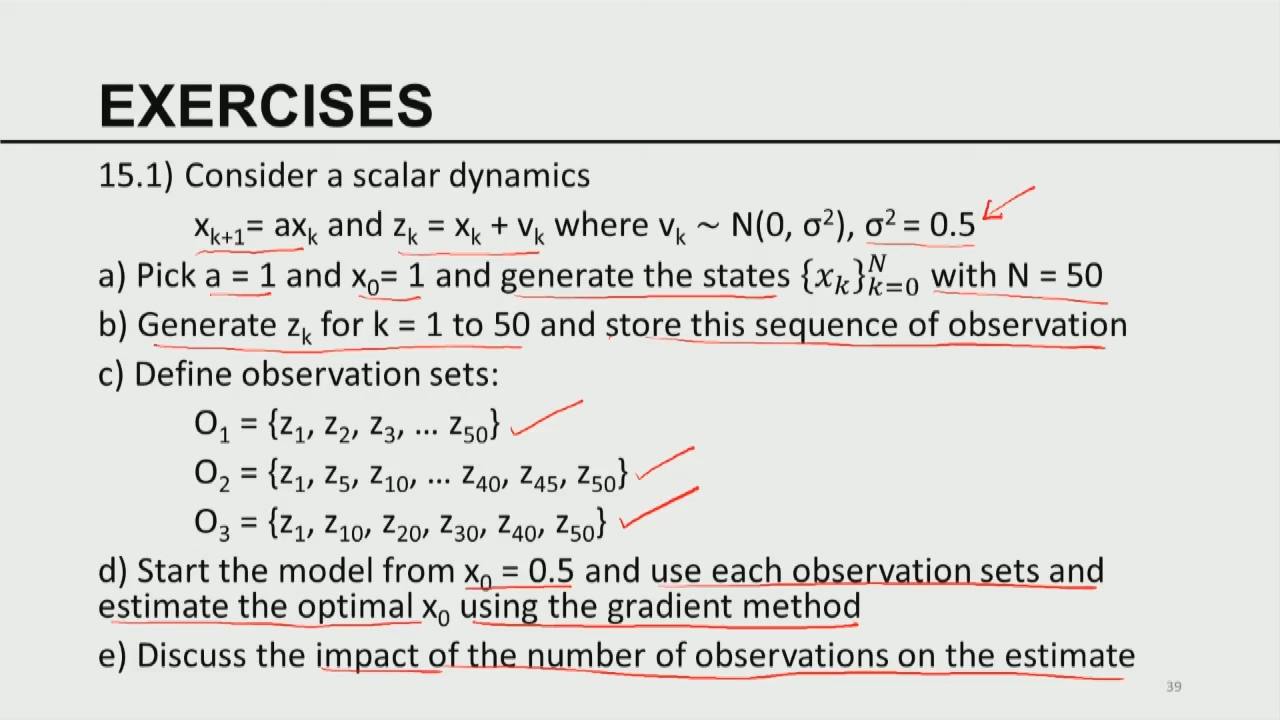 EXERCISES
15.1) Consider a scalar dynamics
xₖ₊₁= axₖ and zₖ = xₖ + vₖ where vₖ ~ N(0, σ²), σ² = 0.5
a) Pick a = 1 and x₀= 1 and generate the states {xₖ}ᴺₖ₌₀ with N = 50
b) Generate zₖ for k = 1 to 50 and store this sequence of observation
c) Define observation sets:
O₁ = {z₁, z₂, z₃, ... z₅₀}
O₂ = {z₁, z₅, z₁₀, ... z₄₀, z₄₅, z₅₀}
O₃ = {z₁, z₁₀, z₂₀, z₃₀, z₄₀, z₅₀}
d) Start the model from x₀ = 0.5 and use each observation sets and
estimate the optimal x₀ using the gradient method
e) Discuss the impact of the number of observations on the estimate
39